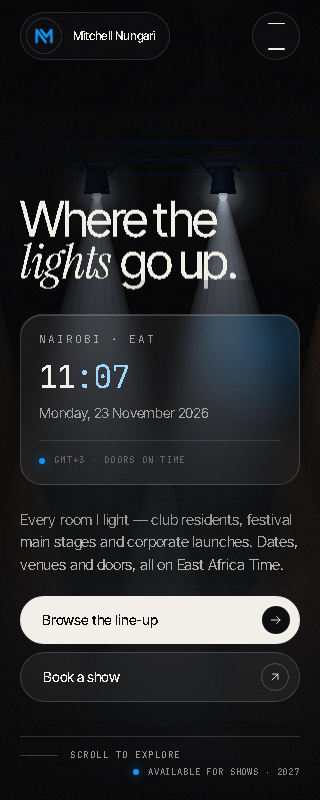 Mitchell Nungari
Where the
lights go up.
NAIROBI · EAT
11:07
Monday, 23 November 2026
GMT+3 · DOORS ON TIME
Every room I light — club residents, festival
main stages and corporate launches. Dates,
venues and doors, all on East Africa Time.
Browse the line-up
Book a show
SCROLL TO EXPLORE
AVAILABLE FOR SHOWS · 2027